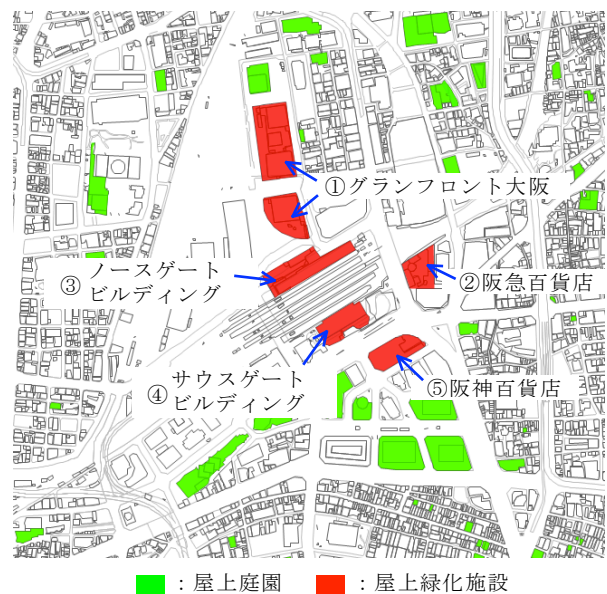 ①グランフロント大阪
③ ノースゲート
ビルディング
②阪急百貨店
④ サウスゲート
ビルディング
⑤阪神百貨店
：屋上庭園 ：屋上緑化施設